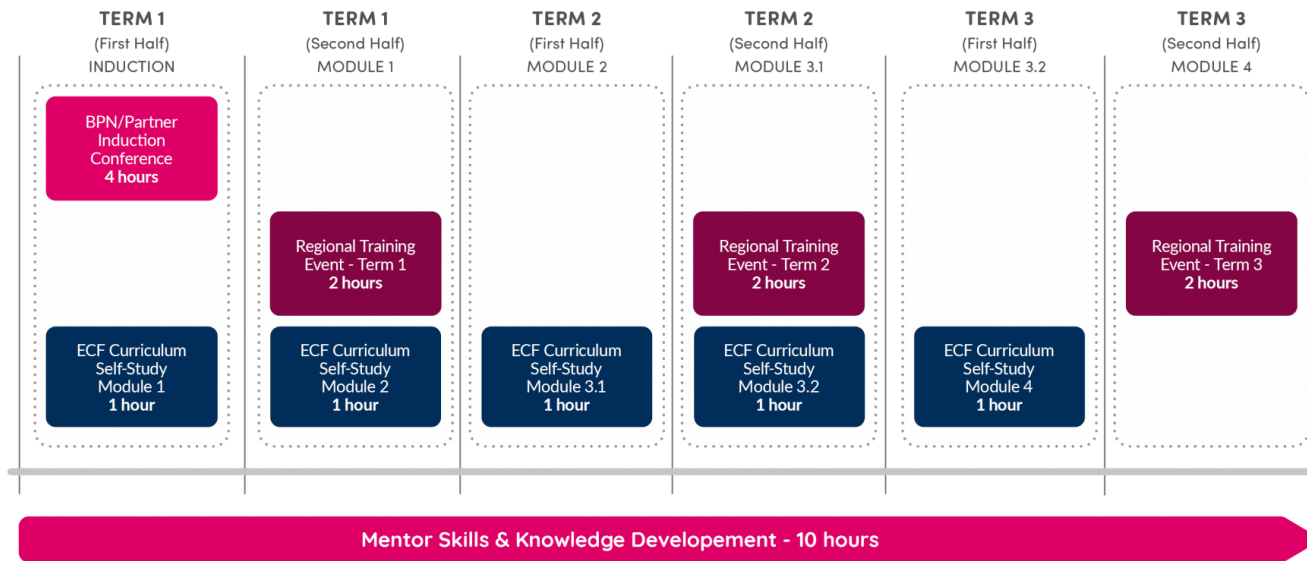 TERM 1
(First Half)
INDUCTION
TERM 1
(Second Half)
MODULE 1
TERM 2
(First Half)
MODULE 2
TERM 2
(Second Half)
MODULE 3.1
TERM 3
(First Half)
MODULE 3.2
TERM 3
(Second Half)
MODULE 4
BPN/Partner
Induction
Conference
4 hours
Regional Training
Event - Term 1
2 hours
Regional Training
Event - Term 2
2 hours
Regional Training
Event - Term 3
2 hours
ECF Curriculum
Self-Study
Module 1
1 hour
ECF Curriculum
Self-Study
Module 2
1 hour
ECF Curriculum
Self-Study
Module 3.1
1 hour
ECF Curriculum
Self-Study
Module 3.2
1 hour
ECF Curriculum
Self-Study
Module 4
1 hour
Mentor Skills & Knowledge Developement - 10 hours